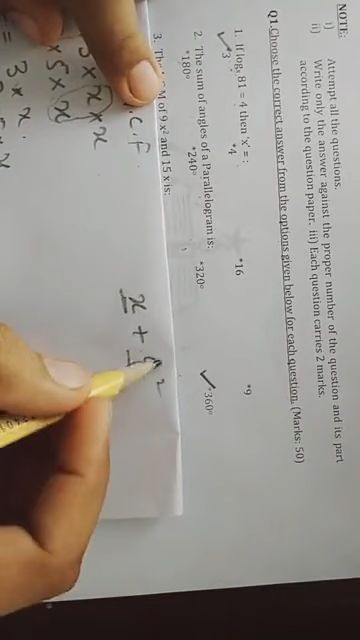 NOTE:
i) Attempt all the questions.
ii) Write only the answer against the proper number of the question and its part
according to the question paper. iii) Each question carries 2 marks.
Q1.Choose the correct answer from the options given below for each question. (Marks: 50)
1. If log, 81 = 4 then 'x' = :
*4 *16 *9
✓3
2. The sum of angles of a Parallelogram is:
*180° *240° *320° ✓360°
3. M of 9 x² and 15 x is:
C.F
3 × x × x
× 5 × x
= 3 × x
x +